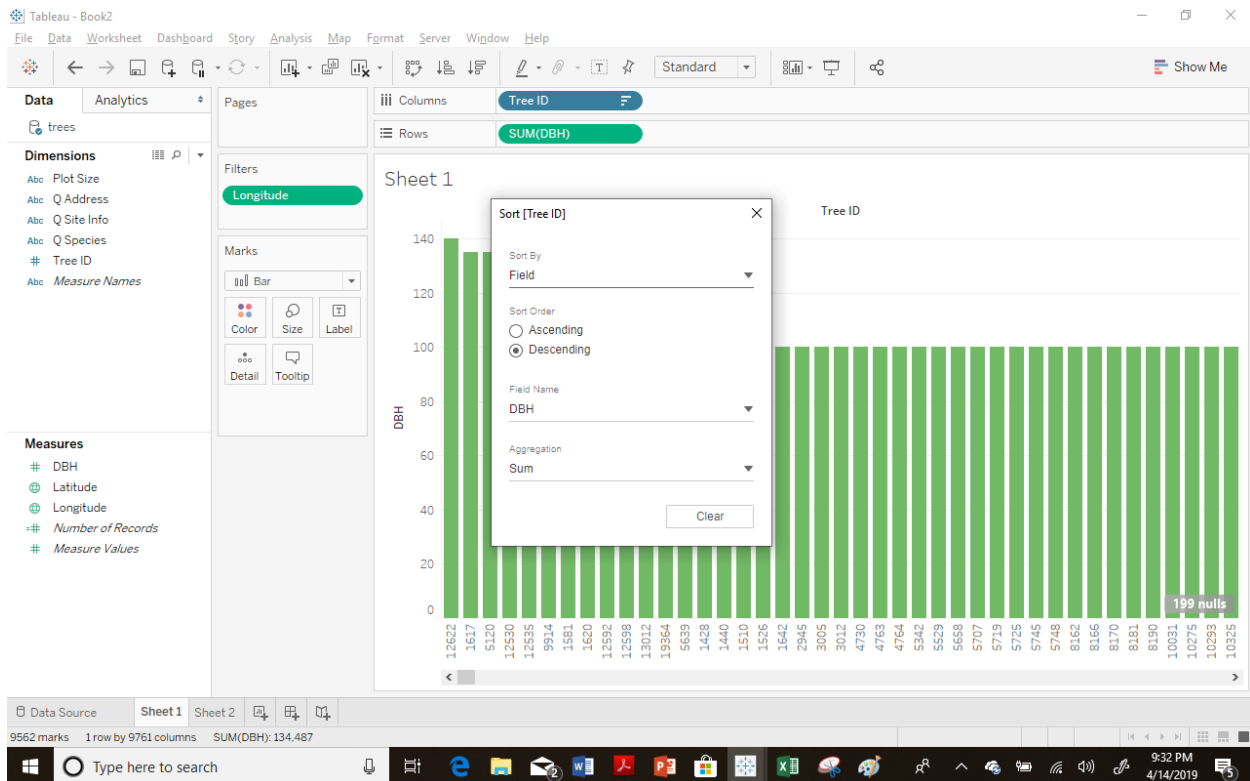 Tableau - Book2
File Data Worksheet Dashboard Story Analysis Map Format Server Window Help
Standard
Show Me
Data Analytics
trees
Dimensions
Abc Plot Size
Abc Q Address
Abc Q Site Info
Abc Q Species
# Tree ID
Abc Measure Names
Measures
# DBH
Latitude
Longitude
=# Number of Records
# Measure Values
Pages
Filters
Longitude
Marks
Bar
Color Size Label
Detail Tooltip
Columns Tree ID
Rows SUM(DBH)
Sheet 1
Tree ID
DBH
140
120
100
80
60
40
20
0
Sort [Tree ID]
Sort By
Field
Sort Order
Ascending
Descending
Field Name
DBH
Aggregation
Sum
Clear
199 nulls
12622 1617 5120 12530 12535 9914 1581 1620 12592 12598 13012 19364 5639 1428 1440 1510 1526 1642 2945 3005 3012 4730 4763 4764 5342 5529 5658 5707 5719 5725 5745 5748 8162 8166 8170 8181 8190 10031 10275 10293 10325
Data Source Sheet 1 Sheet 2
9562 marks 1 row by 9761 columns SUM(DBH): 134,487
Type here to search
9:32 PM
4/14/2019
5